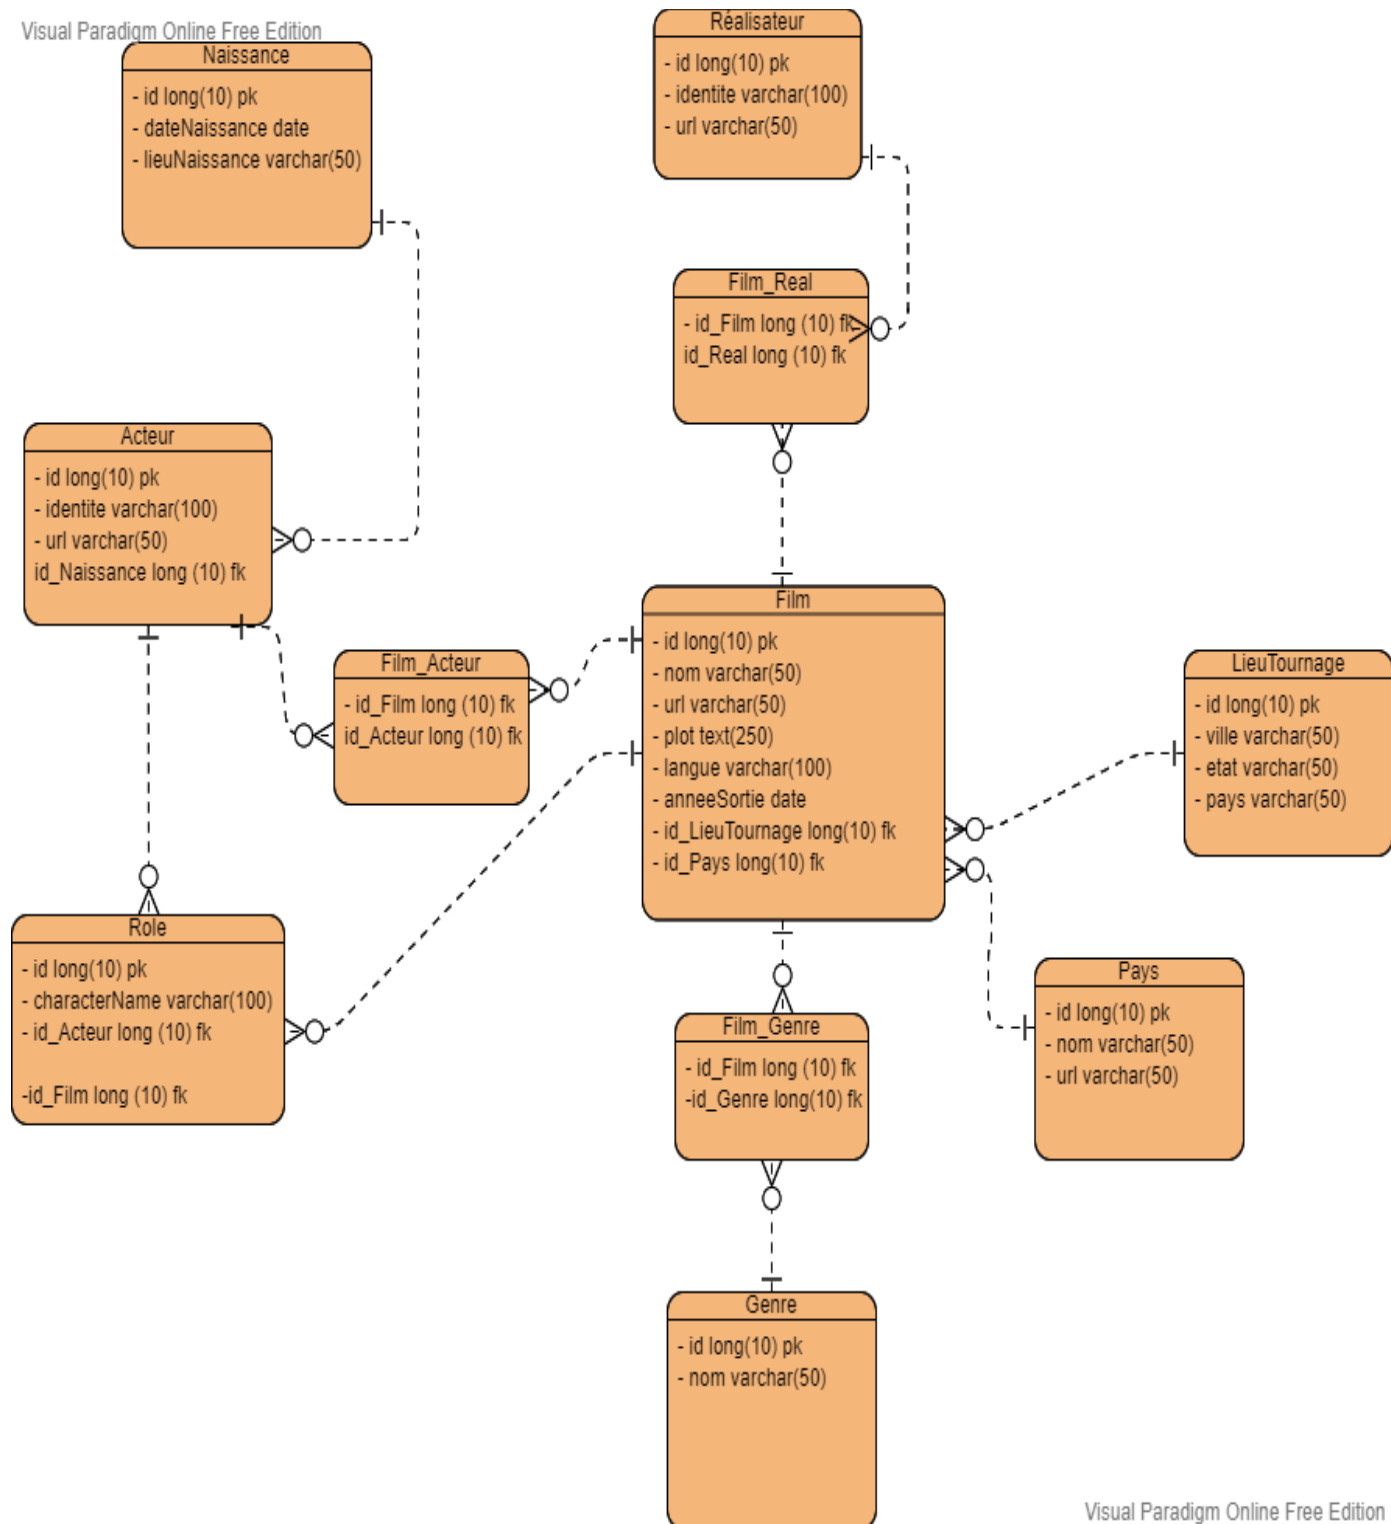 Visual Paradigm Online Free Edition
Naissance
- id long(10) pk
- dateNaissance date
- lieuNaissance varchar(50)
Réalisateur
- id long(10) pk
- identite varchar(100)
- url varchar(50)
Film_Real
- id_Film long (10) fk
id_Real long (10) fk
Acteur
- id long(10) pk
- identite varchar(100)
- url varchar(50)
id_Naissance long (10) fk
Film_Acteur
- id_Film long (10) fk
id_Acteur long (10) fk
Film
- id long(10) pk
- nom varchar(50)
- url varchar(50)
- plot text(250)
- langue varchar(100)
- anneeSortie date
- id_LieuTournage long(10) fk
- id_Pays long(10) fk
LieuTournage
- id long(10) pk
- ville varchar(50)
- etat varchar(50)
- pays varchar(50)
Role
- id long(10) pk
- characterName varchar(100)
- id_Acteur long (10) fk
-id_Film long (10) fk
Film_Genre
- id_Film long (10) fk
-id_Genre long(10) fk
Pays
- id long(10) pk
- nom varchar(50)
- url varchar(50)
Genre
- id long(10) pk
- nom varchar(50)
Visual Paradigm Online Free Edition